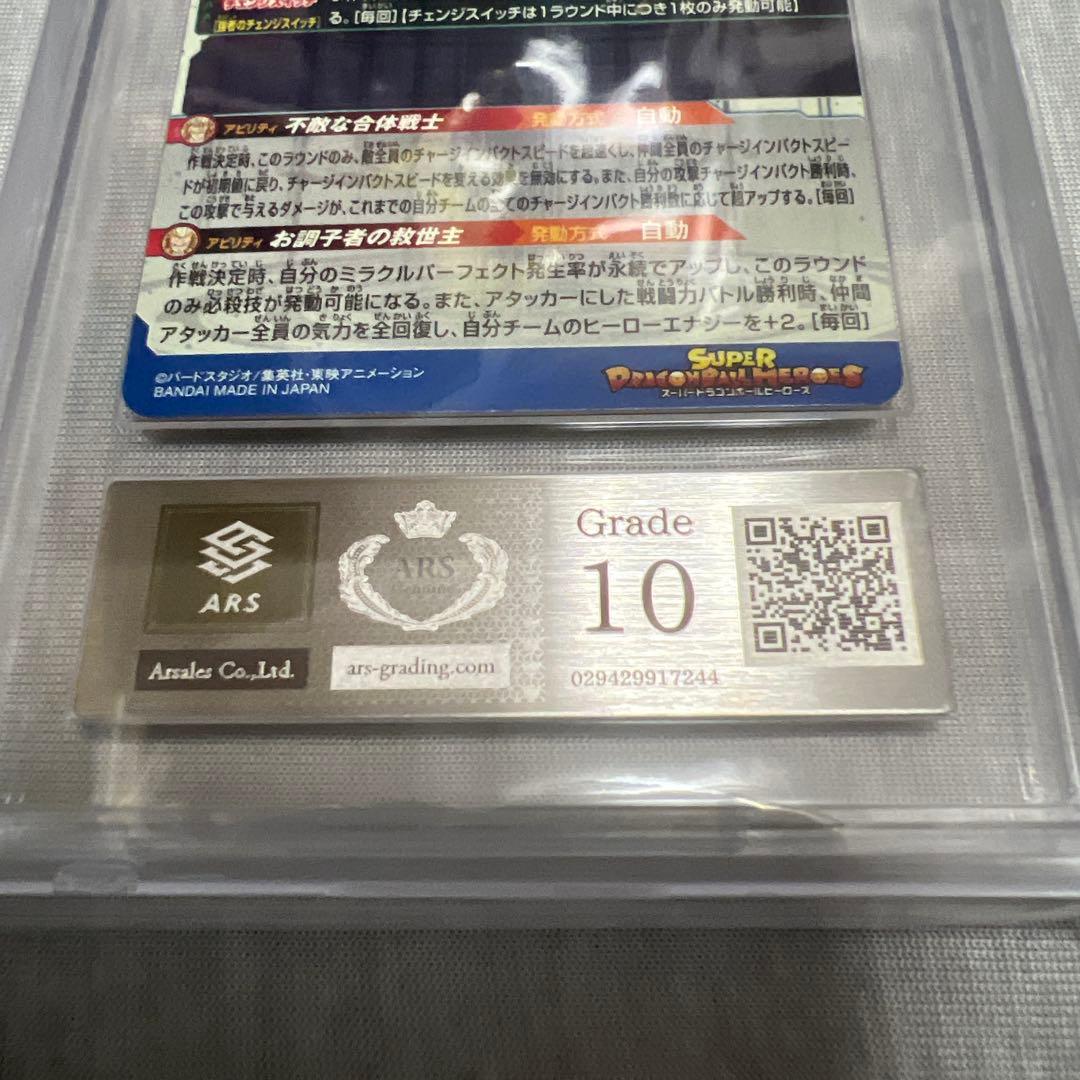 チェンジスイッチ
る。[毎回]【チェンジスイッチは1ラウンド中につき1枚のみ発動可能】
強者のチェンジスイッチ
アビリティ 不敵な合体戦士 発動方式 自動
作戦決定時、このラウンドのみ、敵全員のチャージインパクトスピードを超速くし、仲間全員のチャージインパクトスピー
ドが初期値に戻り、チャージインパクトスピードを変える効果を無効にする。また、自分の攻撃チャージインパクト勝利時、
この攻撃で与えるダメージが、これまでの自分チームの全てのチャージインパクト勝利数に応じて超アップする。[毎回]
アビリティ お調子者の救世主 発動方式 自動
作戦決定時、自分のミラクルパーフェクト発生率が永続でアップし、このラウンド
のみ必殺技が発動可能になる。また、アタッカーにした戦闘力バトル勝利時、仲間
アタッカー全員の気力を全回復し、自分チームのヒーローエナジーを+2。[毎回]
©バードスタジオ/集英社・東映アニメーション
BANDAI MADE IN JAPAN
SUPER
DRAGONBALL HEROES
スーパードラゴンボールヒーローズ
ARS
Arsales Co.,Ltd.
ARS
Genuine
ars-grading.com
Grade
10
029429917244